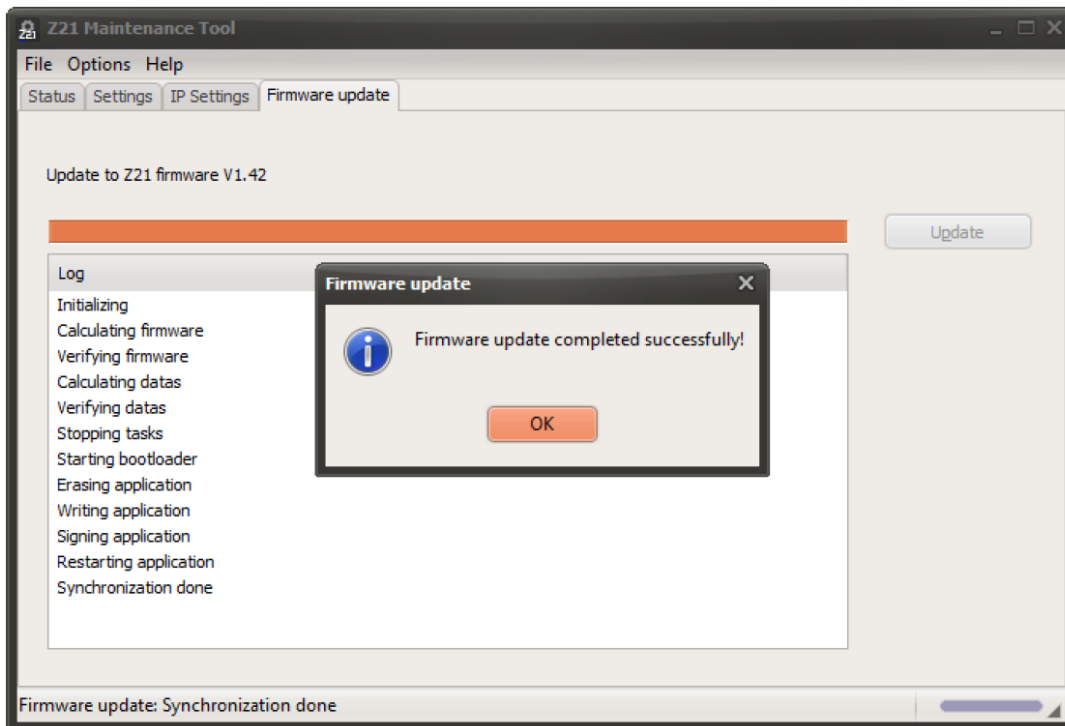 Z21 Maintenance Tool
File Options Help
Status Settings IP Settings Firmware update
Update to Z21 firmware V1.42
Update
Log
Initializing
Calculating firmware
Verifying firmware
Calculating datas
Verifying datas
Stopping tasks
Starting bootloader
Erasing application
Writing application
Signing application
Restarting application
Synchronization done
Firmware update
Firmware update completed successfully!
OK
Firmware update: Synchronization done